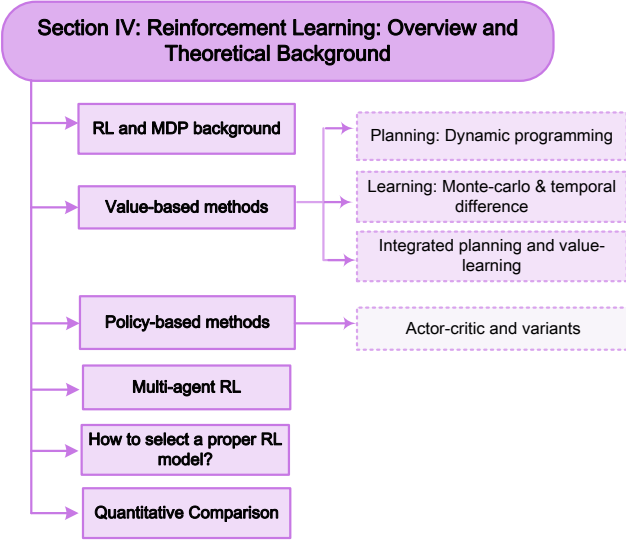 Section IV: Reinforcement Learning: Overview and
Theoretical Background
RL and MDP background
Value-based methods
Planning: Dynamic programming
Learning: Monte-carlo & temporal
difference
Integrated planning and value-
learning
Policy-based methods
Actor-critic and variants
Multi-agent RL
How to select a proper RL
model?
Quantitative Comparison